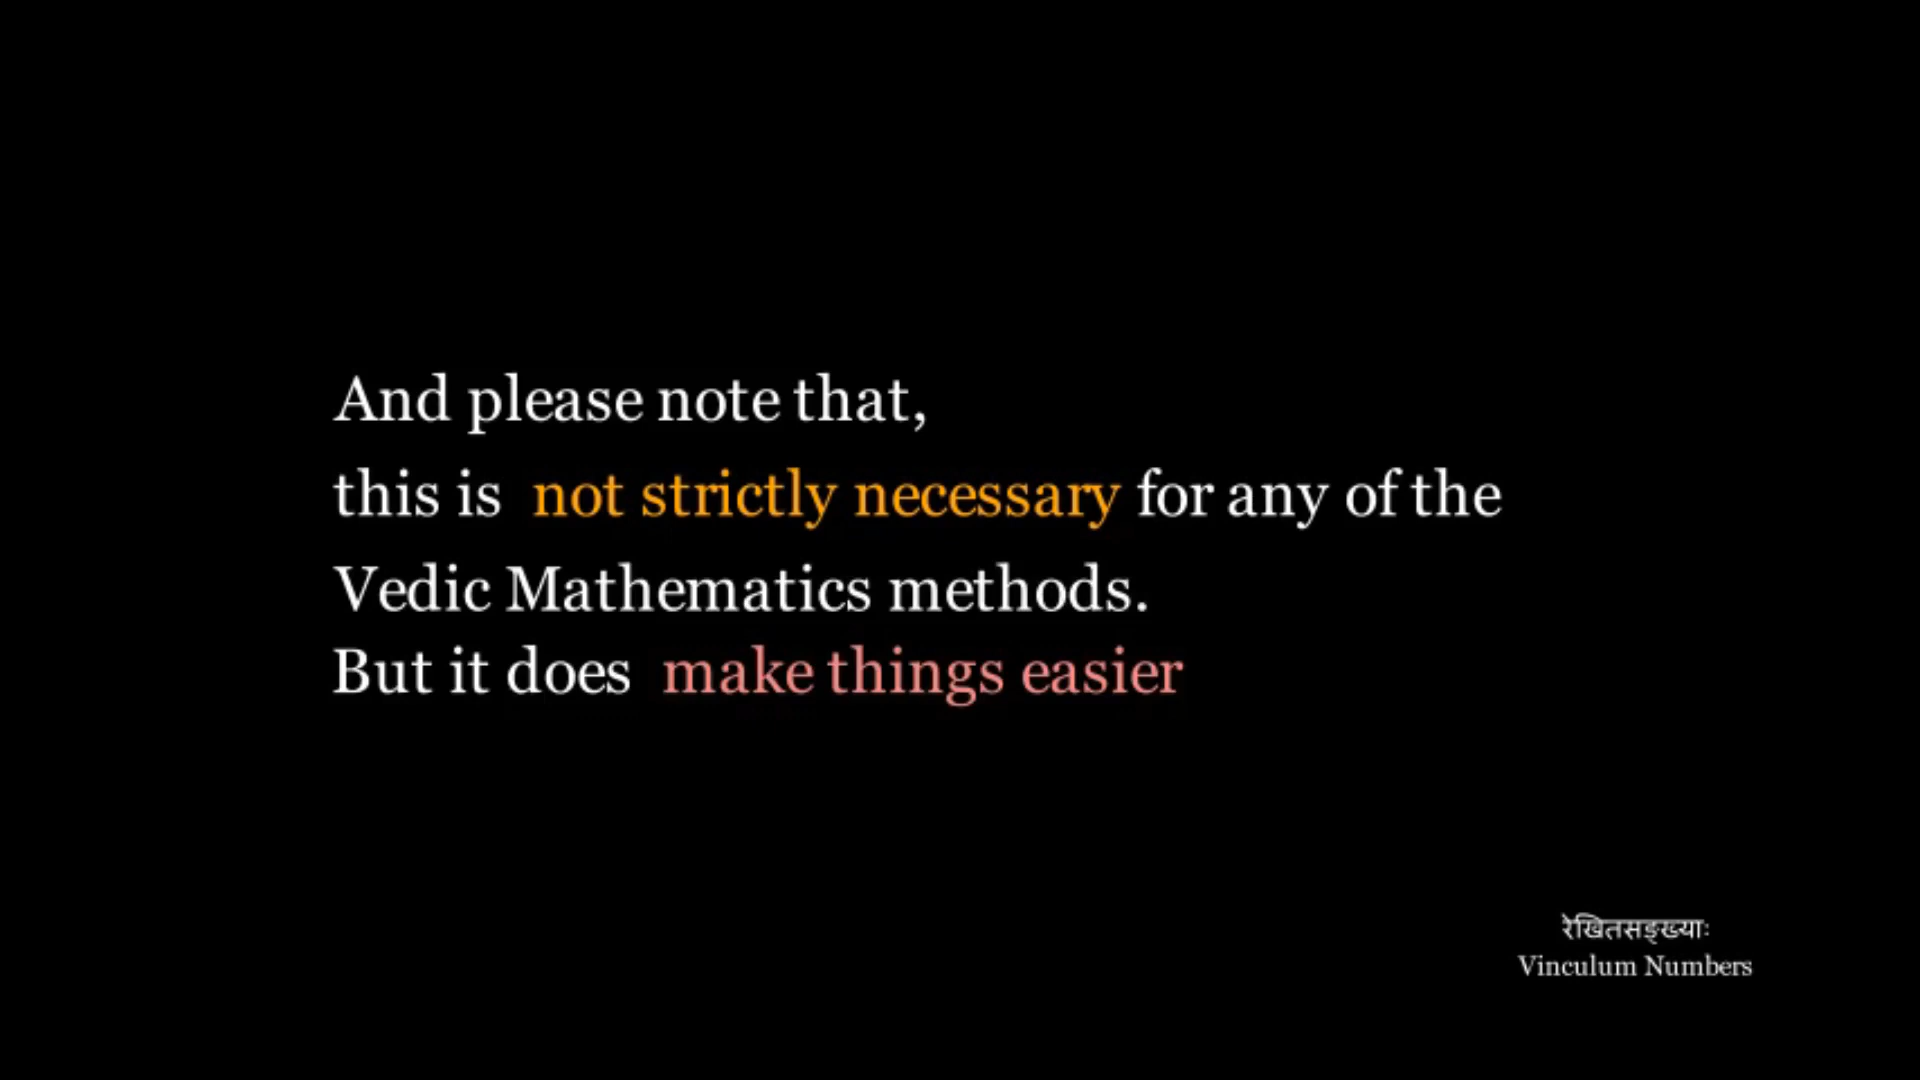 And please note that,
this is not strictly necessary for any of the
Vedic Mathematics methods.
But it does make things easier
रेखितसङ्ख्याः
Vinculum Numbers